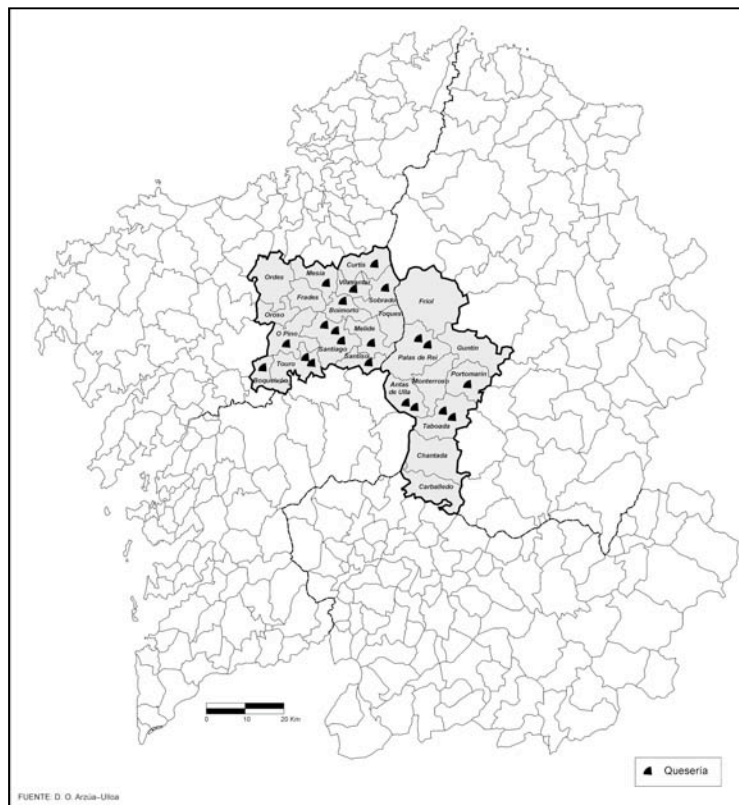 Curtis
Mesía
Ordes
Vilasantar
Frades
Sobrado
Friol
Boimorto
Toques
Oroso
O Pino
Melide
Guntín
Santiago
Palas de Rei
Touro
Santiso
Boqueixón
Portomarín
Antas
de Ulla
Monterroso
Taboada
Chantada
Carballedo
0 10 20 Km
Quesería
FUENTE: D. O. Arzúa–Ulloa